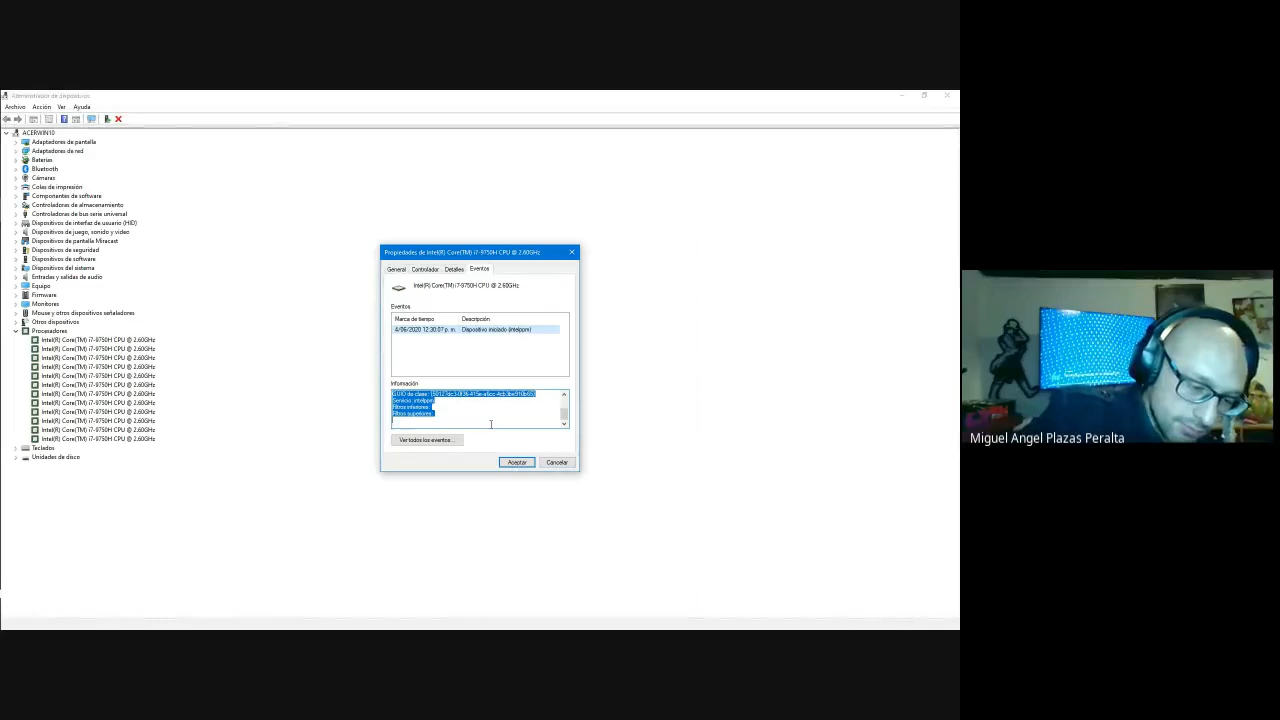 Administrador de dispositivos
Archivo Acción Ver Ayuda
ACERWIN10
Adaptadores de pantalla
Adaptadores de red
Baterías
Bluetooth
Cámaras
Colas de impresión
Componentes de software
Controladoras de almacenamiento
Controladoras de bus serie universal
Dispositivos de interfaz de usuario (HID)
Dispositivos de juego, sonido y video
Dispositivos de pantalla Miracast
Dispositivos de seguridad
Dispositivos de software
Dispositivos del sistema
Entradas y salidas de audio
Equipo
Firmware
Monitores
Mouse y otros dispositivos señaladores
Otros dispositivos
Procesadores
Intel(R) Core(TM) i7-9750H CPU @ 2.60GHz
Intel(R) Core(TM) i7-9750H CPU @ 2.60GHz
Intel(R) Core(TM) i7-9750H CPU @ 2.60GHz
Intel(R) Core(TM) i7-9750H CPU @ 2.60GHz
Intel(R) Core(TM) i7-9750H CPU @ 2.60GHz
Intel(R) Core(TM) i7-9750H CPU @ 2.60GHz
Intel(R) Core(TM) i7-9750H CPU @ 2.60GHz
Intel(R) Core(TM) i7-9750H CPU @ 2.60GHz
Intel(R) Core(TM) i7-9750H CPU @ 2.60GHz
Intel(R) Core(TM) i7-9750H CPU @ 2.60GHz
Intel(R) Core(TM) i7-9750H CPU @ 2.60GHz
Intel(R) Core(TM) i7-9750H CPU @ 2.60GHz
Teclados
Unidades de disco
Propiedades de Intel(R) Core(TM) i7-9750H CPU @ 2.60GHz
General Controlador Detalles Eventos
Intel(R) Core(TM) i7-9750H CPU @ 2.60GHz
Eventos
Marca de tiempo Descripción
4/06/2020 12:30:07 p. m. Dispositivo iniciado (intelppm)
Información
GUID de clase:
Servicio: intelppm
Filtros inferiores:
Filtros superiores:
Ver todos los eventos...
Aceptar Cancelar
Miguel Angel Plazas Peralta